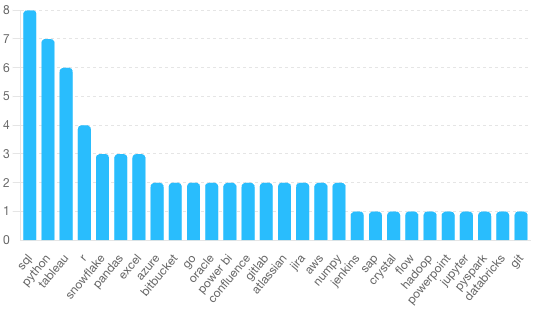 8
7
6
5
4
3
2
1
0
sql
python
tableau
r
snowflake
pandas
excel
azure
bitbucket
go
oracle
power bi
confluence
gitlab
atlassian
jira
aws
numpy
jenkins
sap
crystal
flow
hadoop
powerpoint
jupyter
pyspark
databricks
git